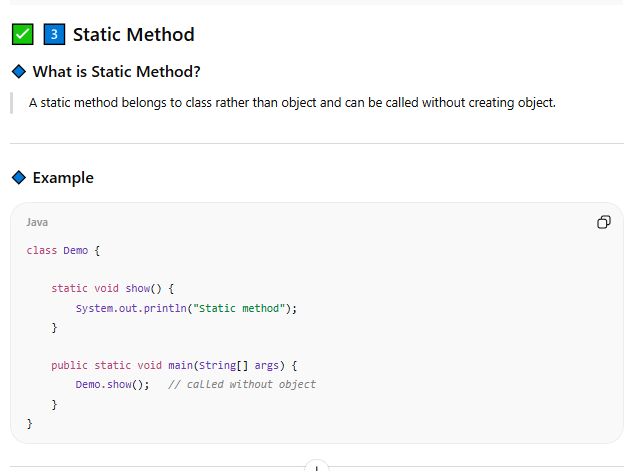 ✅ 3️⃣ Static Method
🔷 What is Static Method?
A static method belongs to class rather than object and can be called without creating object.
🔷 Example
Java
class Demo {
    static void show() {
        System.out.println("Static method");
    }
    public static void main(String[] args) {
        Demo.show();   // called without object
    }
}